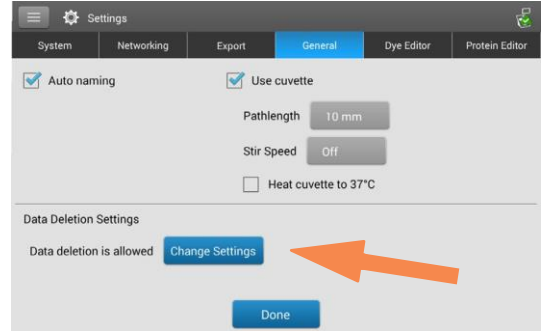 Settings
System Networking Export General Dye Editor Protein Editor
Auto naming Use cuvette
Pathlength 10 mm
Stir Speed Off
Heat cuvette to 37°C
Data Deletion Settings
Data deletion is allowed Change Settings
Done